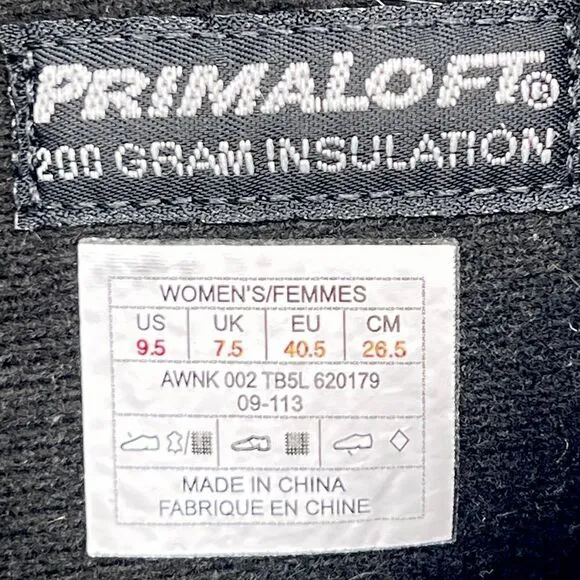 PRIMALOFT®
200 GRAM INSULATION
WOMEN'S/FEMMES
US UK EU CM
9.5 7.5 40.5 26.5
AWNK 002 TB5L 620179
09-113
MADE IN CHINA
FABRIQUE EN CHINE